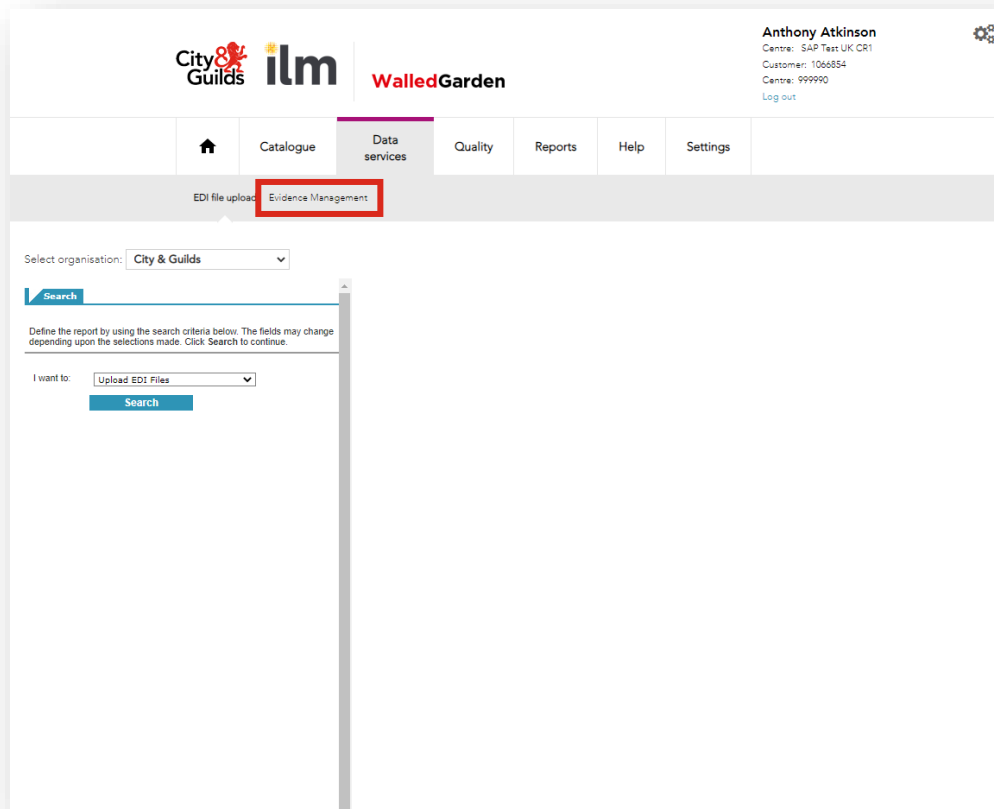 City&
Guilds
ilm
WalledGarden
Anthony Atkinson
Centre: SAP Test UK CR1
Customer: 1066854
Centre: 999990
Log out
Catalogue
Data
services
Quality
Reports
Help
Settings
EDI file upload
Evidence Management
Select organisation: City & Guilds
Search
Define the report by using the search criteria below. The fields may change
depending upon the selections made. Click Search to continue.
I want to: Upload EDI Files
Search